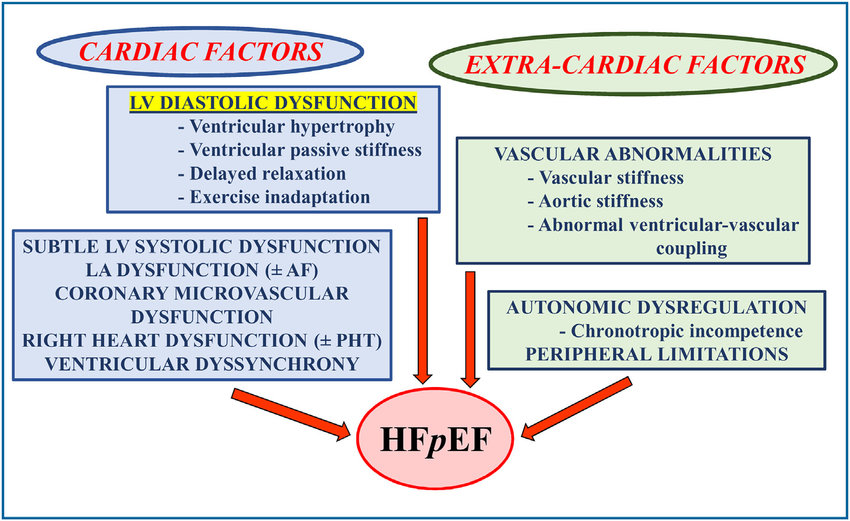 CARDIAC FACTORS
LV DIASTOLIC DYSFUNCTION
- Ventricular hypertrophy
- Ventricular passive stiffness
- Delayed relaxation
- Exercise inadaptation
SUBTLE LV SYSTOLIC DYSFUNCTION
LA DYSFUNCTION (± AF)
CORONARY MICROVASCULAR
DYSFUNCTION
RIGHT HEART DYSFUNCTION (± PHT)
VENTRICULAR DYSSYNCHRONY
EXTRA-CARDIAC FACTORS
VASCULAR ABNORMALITIES
- Vascular stiffness
- Aortic stiffness
- Abnormal ventricular-vascular
coupling
AUTONOMIC DYSREGULATION
- Chronotropic incompetence
PERIPHERAL LIMITATIONS
HFpEF